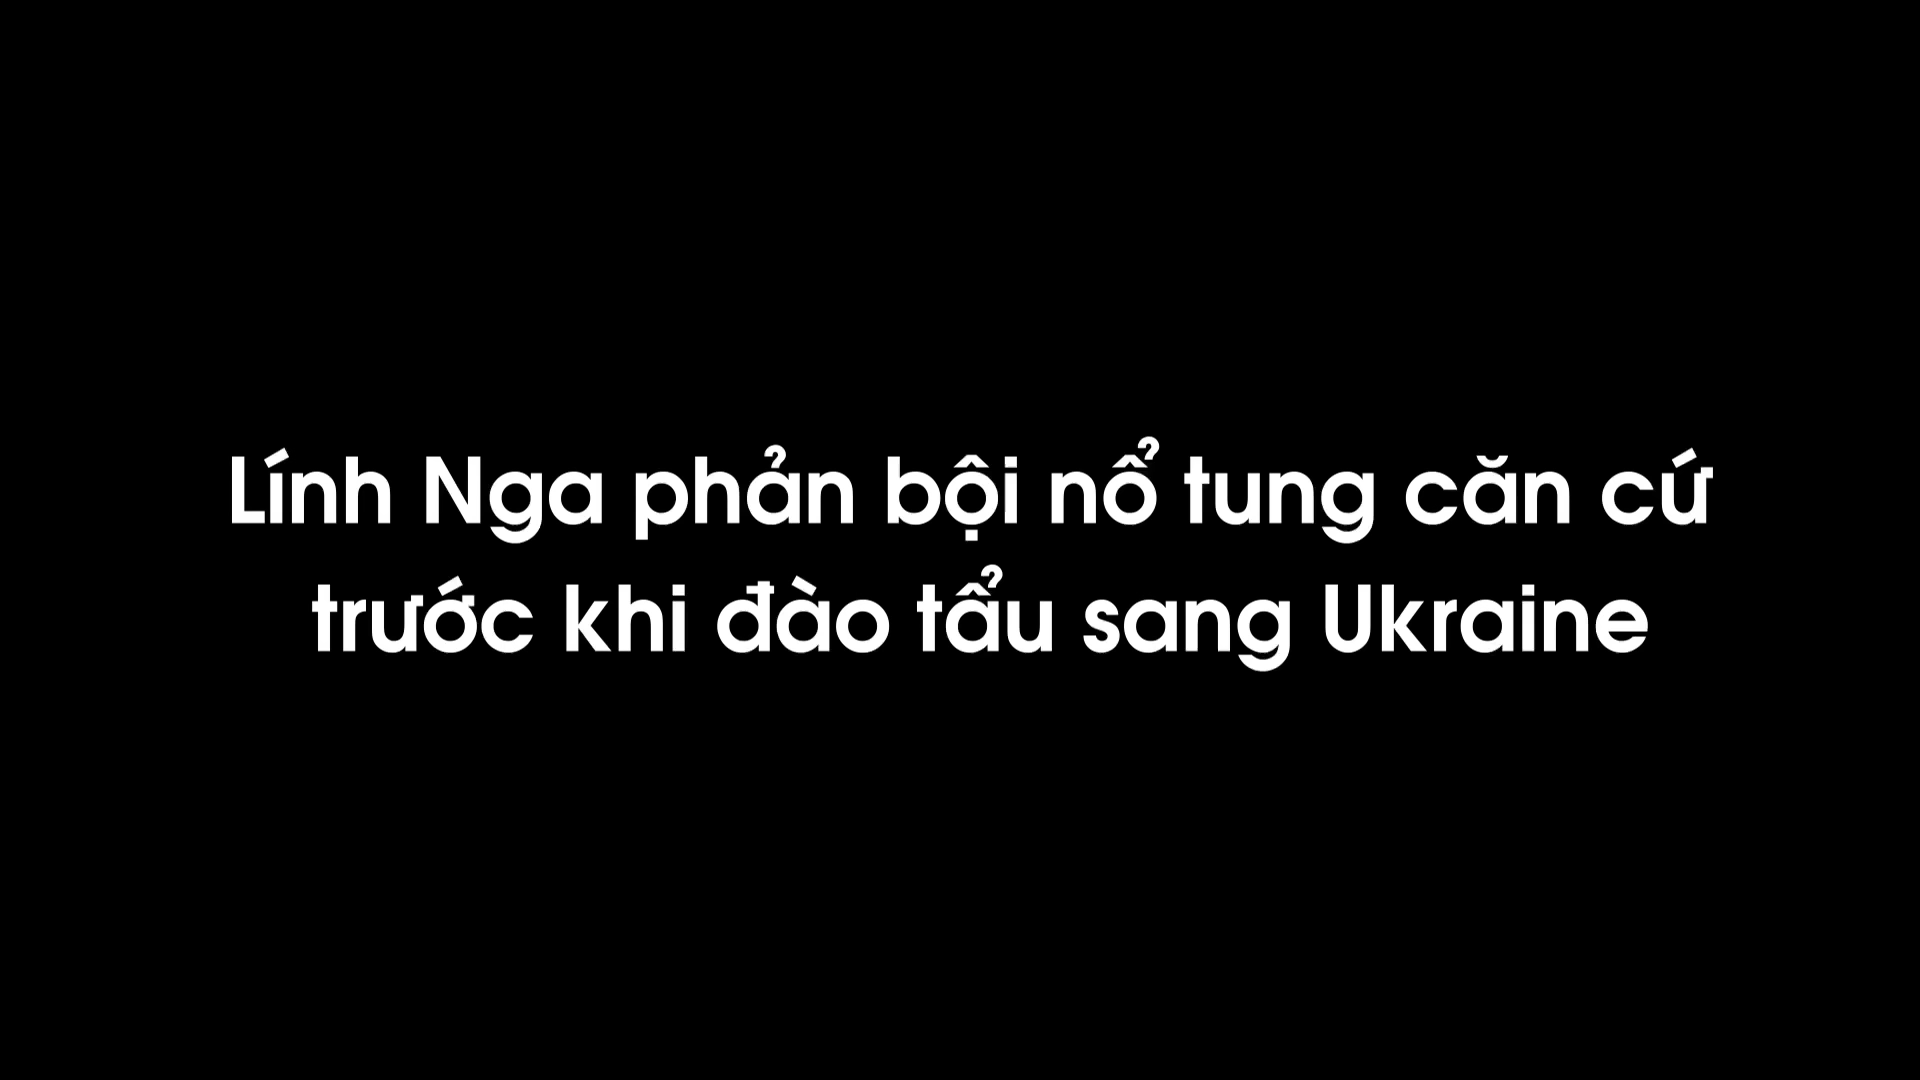 Lính Nga phản bội nổ tung căn cứ
trước khi đào tẩu sang Ukraine